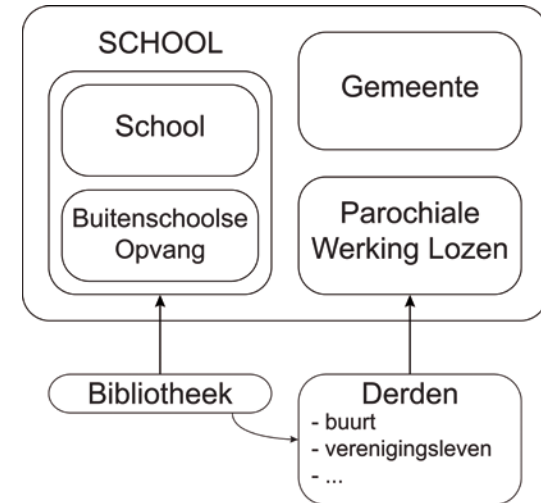 SCHOOL
School
Buitenschoolse
Opvang
Gemeente
Parochiale
Werking Lozen
Bibliotheek
Derden
- buurt
- verenigingsleven
- ...